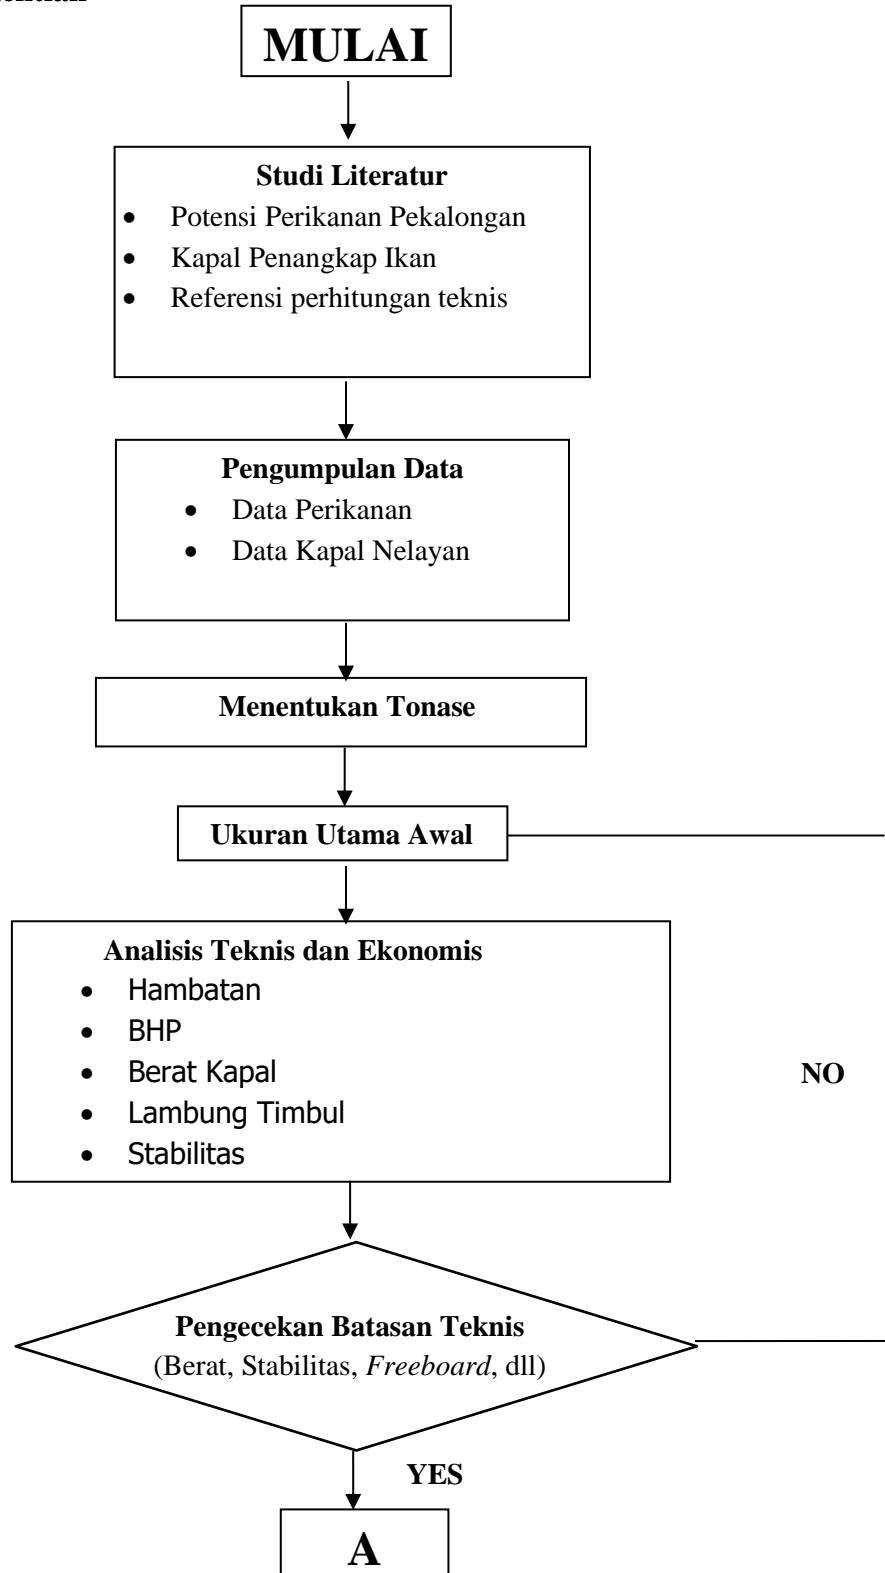 MULAI
Studi Literatur
• Potensi Perikanan Pekalongan
• Kapal Penangkap Ikan
• Referensi perhitungan teknis
Pengumpulan Data
• Data Perikanan
• Data Kapal Nelayan
Menentukan Tonase
Ukuran Utama Awal
Analisis Teknis dan Ekonomis
• Hambatan
• BHP
• Berat Kapal
• Lambung Timbul
• Stabilitas
NO
Pengecekan Batasan Teknis
(Berat, Stabilitas, Freeboard, dll)
YES
A